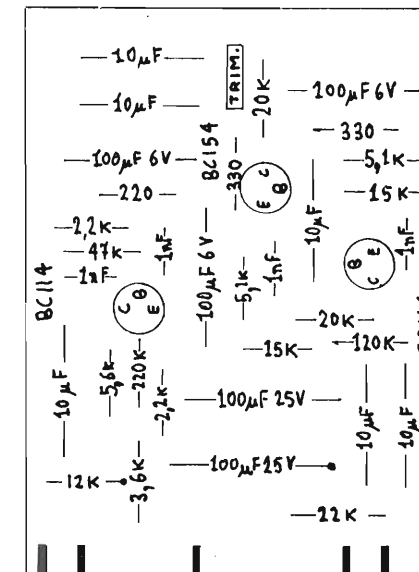 10µF
TRIM.
20K
100µF 6V
10µF
BC154
330
330
5,1K
100µF 6V
C
B
E
15K
220
10µF
2,2K
1nF
47K
1nF
100µF 6V
5,1K
1nF
E
B
C
1nF
BC114
C
B
E
20K
15K
120K
10µF
5,6K
220K
2,2K
100µF 25V
10µF
10µF
12K
3,6K
100µF 25V
22K